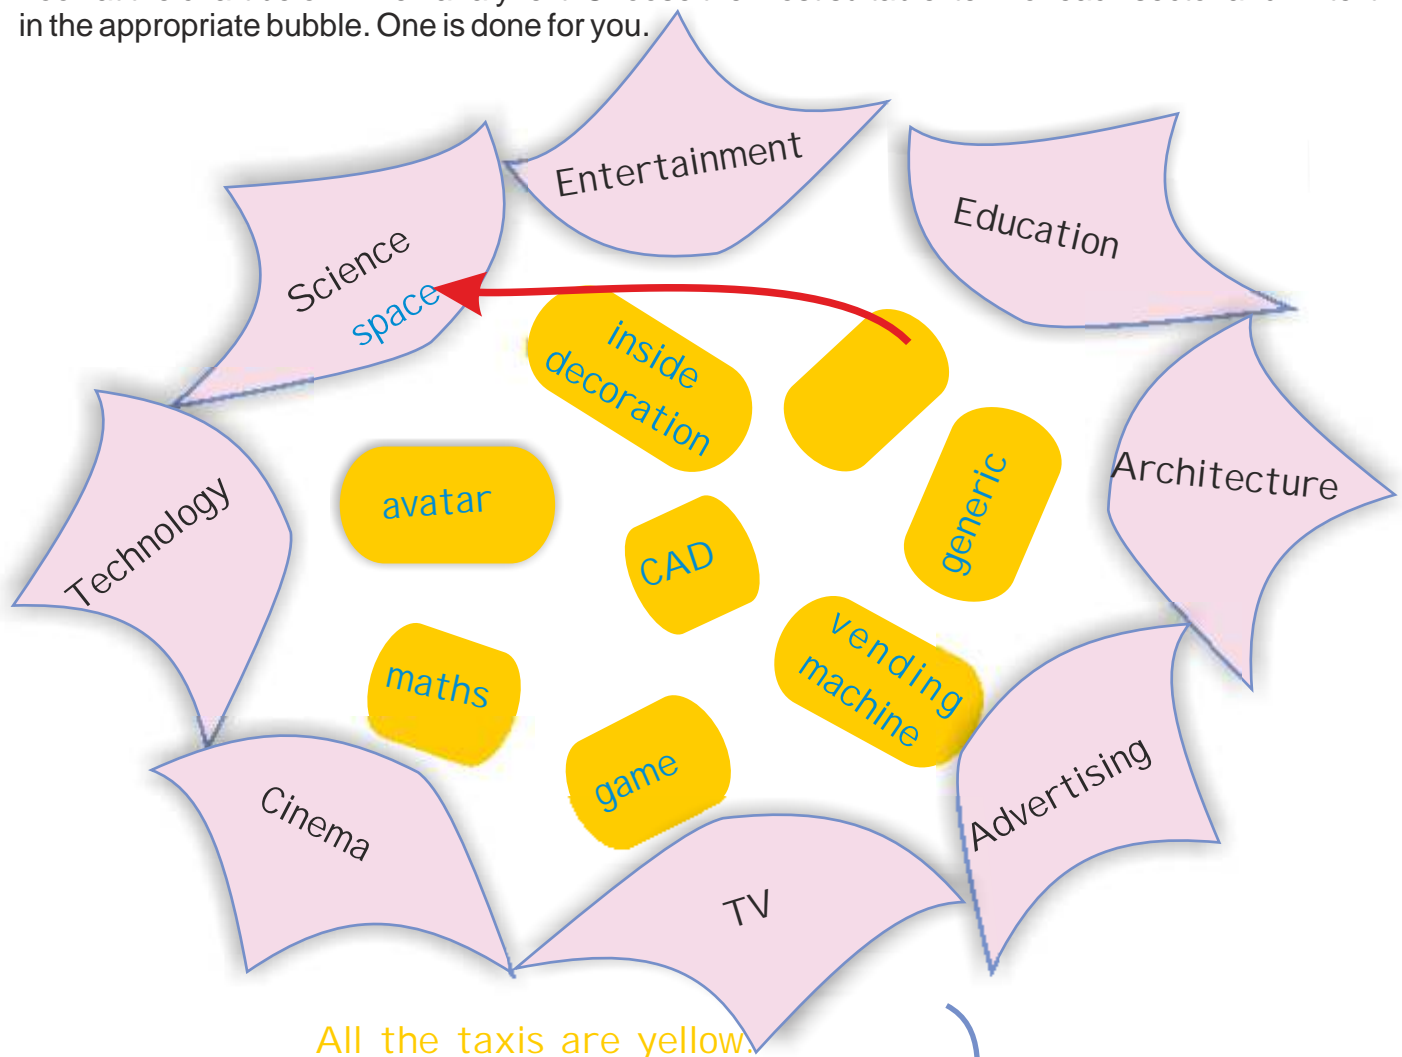 in the appropriate bubble. One is done for you.
Entertainment
Education
Science
space
inside
decoration
generic
Architecture
avatar
Technology
CAD
vending
machine
maths
game
Advertising
Cinema
TV
All the taxis are yellow.